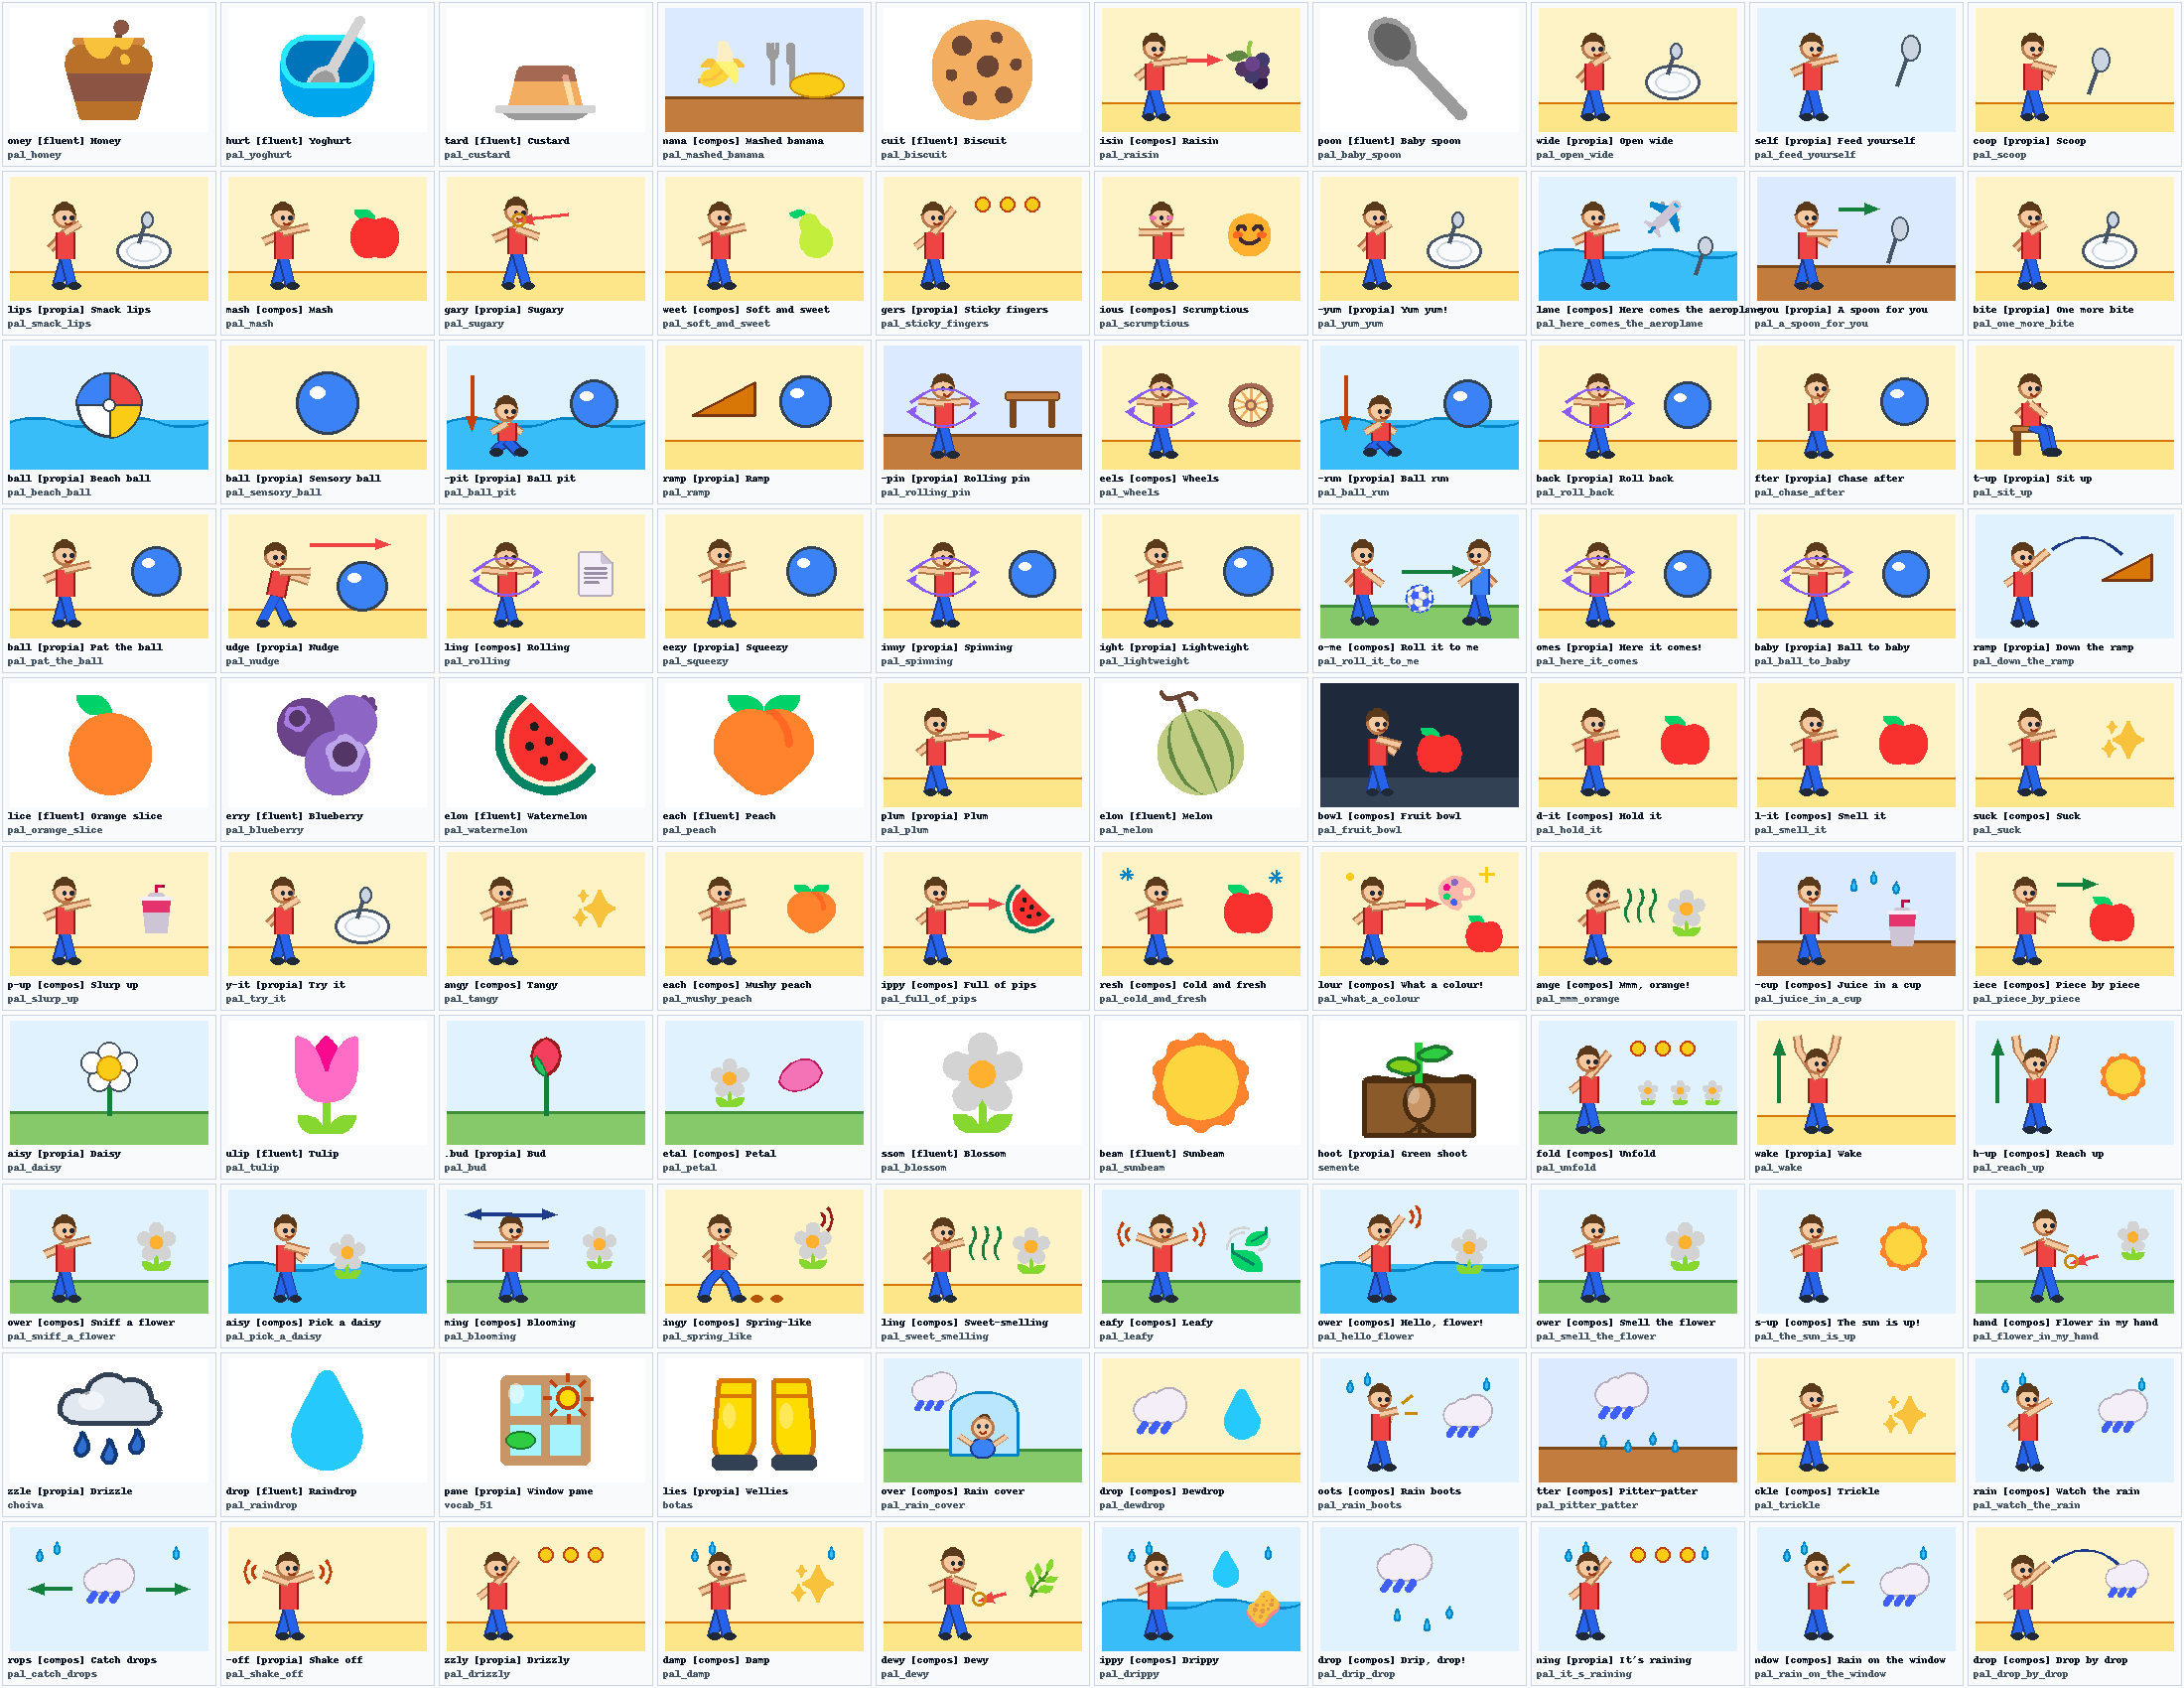 oney [fluent] Honey
pal_honey
hurt [fluent] Yoghurt
pal_yoghurt
tard [fluent] Custard
pal_custard
nana [compos] Mashed banana
pal_mashed_banana
cuit [fluent] Biscuit
pal_biscuit
isin [compos] Raisin
pal_raisin
poon [fluent] Baby spoon
pal_baby_spoon
wide [propia] Open wide
pal_open_wide
self [propia] Feed yourself
pal_feed_yourself
coop [propia] Scoop
pal_scoop
lips [propia] Smack lips
pal_smack_lips
mash [compos] Mash
pal_mash
gary [propia] Sugary
pal_sugary
weet [compos] Soft and sweet
pal_soft_and_sweet
gers [propia] Sticky fingers
pal_sticky_fingers
ious [compos] Scrumptious
pal_scrumptious
-yum [propia] Yum yum!
pal_yum_yum
lane [compos] Here comes the aeroplane
pal_here_comes_the_aeroplane
you [propia] A spoon for you
pal_a_spoon_for_you
bite [propia] One more bite
pal_one_more_bite
ball [propia] Beach ball
pal_beach_ball
ball [propia] Sensory ball
pal_sensory_ball
-pit [propia] Ball pit
pal_ball_pit
ramp [propia] Ramp
pal_ramp
-pin [propia] Rolling pin
pal_rolling_pin
eels [compos] Wheels
pal_wheels
-run [propia] Ball run
pal_ball_run
back [propia] Roll back
pal_roll_back
fter [propia] Chase after
pal_chase_after
t-up [propia] Sit up
pal_sit_up
ball [propia] Pat the ball
pal_pat_the_ball
udge [propia] Nudge
pal_nudge
ling [compos] Rolling
pal_rolling
eezy [propia] Squeezy
pal_squeezy
inny [propia] Spinning
pal_spinning
ight [propia] Lightweight
pal_lightweight
o-me [compos] Roll it to me
pal_roll_it_to_me
omes [propia] Here it comes!
pal_here_it_comes
baby [propia] Ball to baby
pal_ball_to_baby
ramp [propia] Down the ramp
pal_down_the_ramp
lice [fluent] Orange slice
pal_orange_slice
erry [fluent] Blueberry
pal_blueberry
elon [fluent] Watermelon
pal_watermelon
each [fluent] Peach
pal_peach
plum [propia] Plum
pal_plum
elon [fluent] Melon
pal_melon
bowl [compos] Fruit bowl
pal_fruit_bowl
d-it [compos] Hold it
pal_hold_it
l-it [compos] Smell it
pal_smell_it
suck [compos] Suck
pal_suck
p-up [compos] Slurp up
pal_slurp_up
y-it [propia] Try it
pal_try_it
angy [compos] Tangy
pal_tangy
each [compos] Mushy peach
pal_mushy_peach
ippy [compos] Full of pips
pal_full_of_pips
resh [compos] Cold and fresh
pal_cold_and_fresh
lour [compos] What a colour!
pal_what_a_colour
ange [compos] Mmm, orange!
pal_mmm_orange
-cup [compos] Juice in a cup
pal_juice_in_a_cup
iece [compos] Piece by piece
pal_piece_by_piece
aisy [propia] Daisy
pal_daisy
ulip [fluent] Tulip
pal_tulip
.bud [propia] Bud
pal_bud
etal [compos] Petal
pal_petal
ssom [fluent] Blossom
pal_blossom
beam [fluent] Sunbeam
pal_sunbeam
hoot [propia] Green shoot
semente
fold [compos] Unfold
pal_unfold
wake [propia] Wake
pal_wake
h-up [compos] Reach up
pal_reach_up
ower [compos] Sniff a flower
pal_sniff_a_flower
aisy [compos] Pick a daisy
pal_pick_a_daisy
ming [compos] Blooming
pal_blooming
ingy [compos] Spring-like
pal_spring_like
ling [compos] Sweet-smelling
pal_sweet_smelling
eafy [compos] Leafy
pal_leafy
ower [compos] Hello, flower!
pal_hello_flower
ower [compos] Smell the flower
pal_smell_the_flower
s-up [compos] The sun is up!
pal_the_sun_is_up
hand [compos] Flower in my hand
pal_flower_in_my_hand
zzle [propia] Drizzle
choiva
drop [fluent] Raindrop
pal_raindrop
pane [propia] Window pane
vocab_51
lies [propia] Wellies
botas
over [compos] Rain cover
pal_rain_cover
drop [compos] Dewdrop
pal_dewdrop
oots [compos] Rain boots
pal_rain_boots
tter [compos] Pitter-patter
pal_pitter_patter
ckle [compos] Trickle
pal_trickle
rain [compos] Watch the rain
pal_watch_the_rain
rops [compos] Catch drops
pal_catch_drops
-off [propia] Shake off
pal_shake_off
zzly [propia] Drizzly
pal_drizzly
damp [compos] Damp
pal_damp
dewy [compos] Dewy
pal_dewy
ippy [compos] Drippy
pal_drippy
drop [compos] Drip, drop!
pal_drip_drop
ning [propia] It's raining
pal_it_s_raining
ndow [compos] Rain on the window
pal_rain_on_the_window
drop [compos] Drop by drop
pal_drop_by_drop